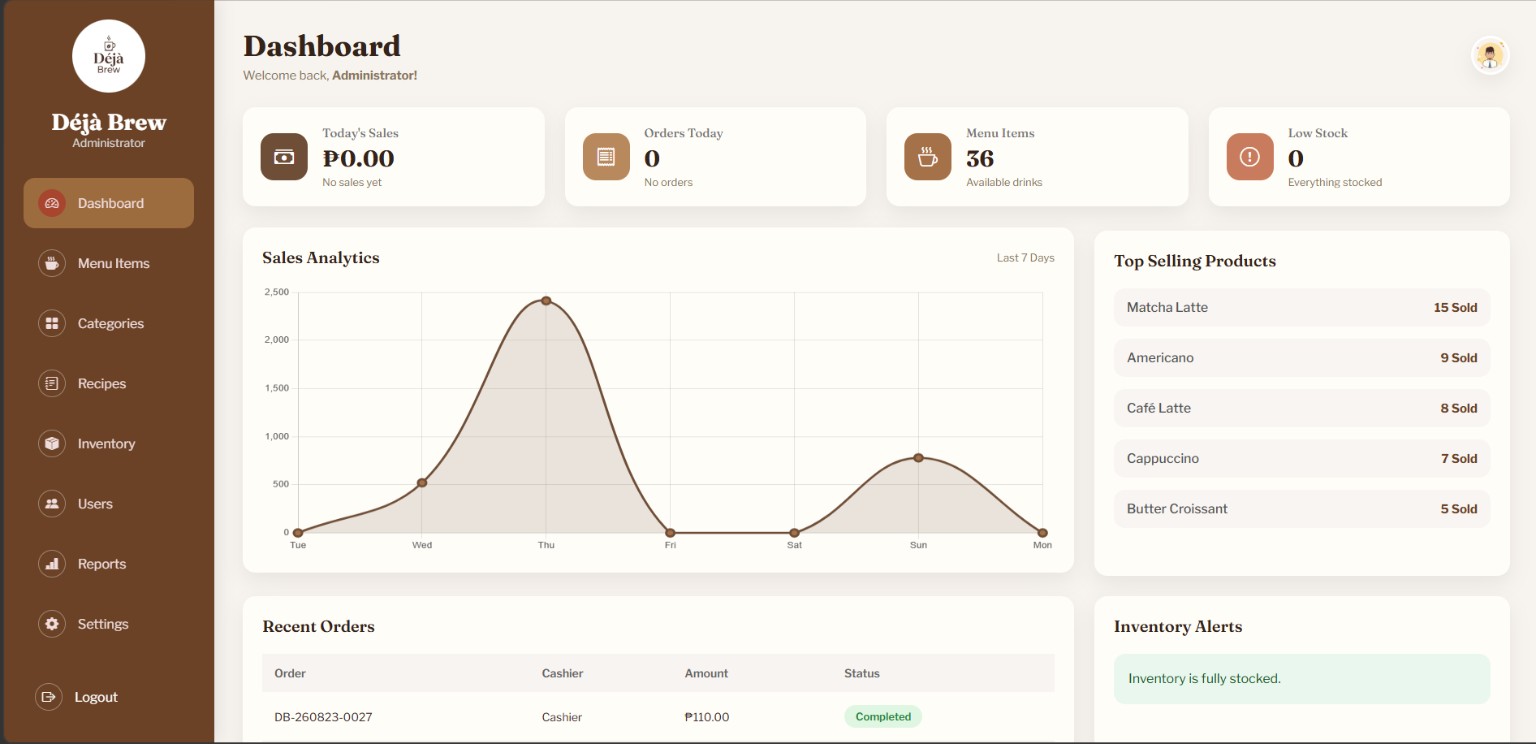 Déjà
Brew
Déjà Brew
Administrator
Dashboard
Menu Items
Categories
Recipes
Inventory
Users
Reports
Settings
Logout
Dashboard
Welcome back, Administrator!
Today's Sales
₱0.00
No sales yet
Orders Today
0
No orders
Menu Items
36
Available drinks
Low Stock
0
Everything stocked
Sales Analytics
Last 7 Days
2,500
2,000
1,500
1,000
500
0
Tue Wed Thu Fri Sat Sun Mon
Top Selling Products
Matcha Latte 15 Sold
Americano 9 Sold
Café Latte 8 Sold
Cappuccino 7 Sold
Butter Croissant 5 Sold
Recent Orders
Order Cashier Amount Status
DB-260823-0027 Cashier ₱110.00 Completed
Inventory Alerts
Inventory is fully stocked.